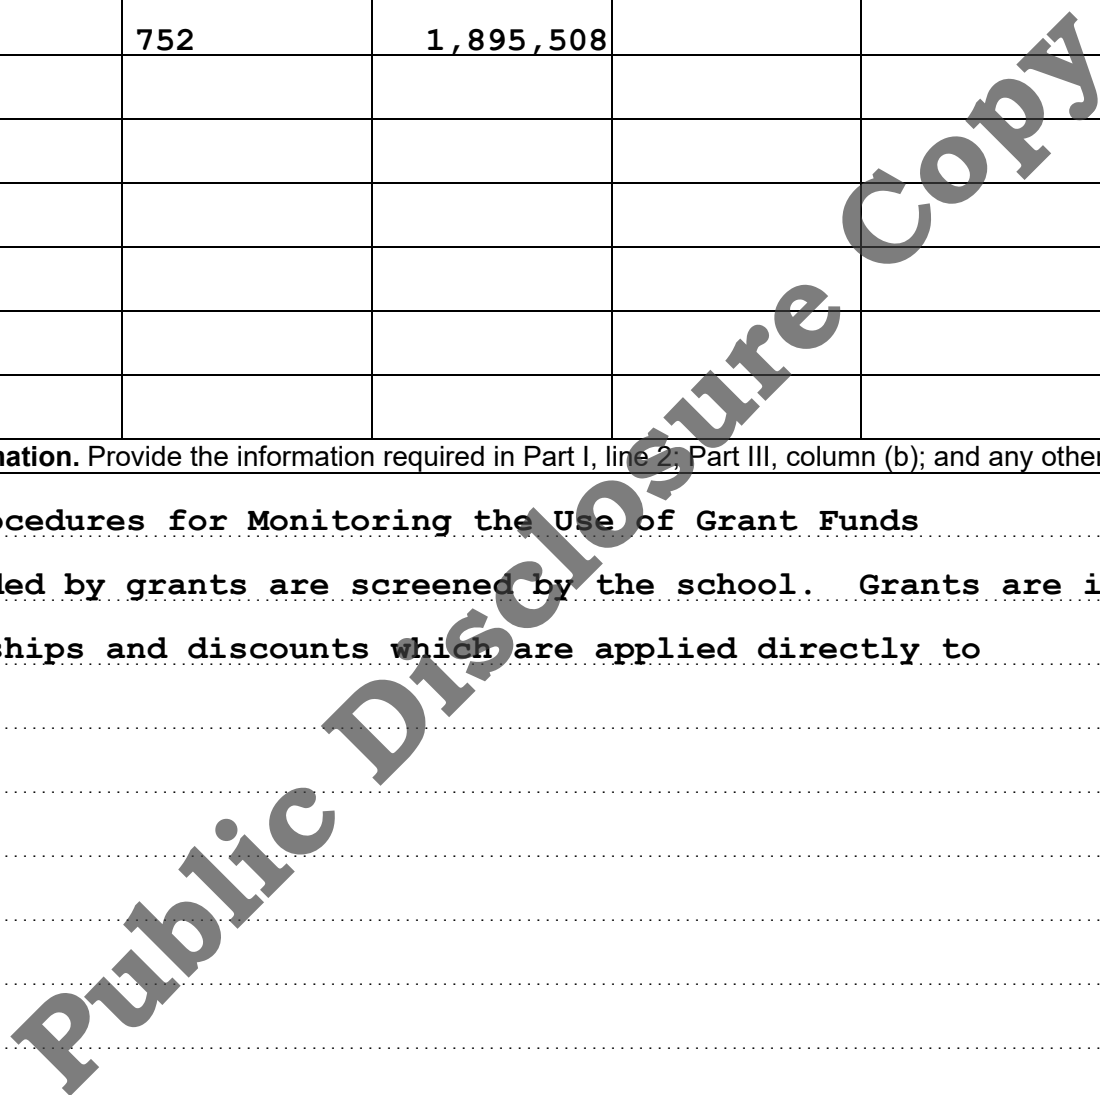 752 1,895,508
nation. Provide the information required in Part I, line 2; Part III, column (b); and any other
ocedures for Monitoring the Use of Grant Funds
led by grants are screened by the school. Grants are i
ships and discounts which are applied directly to
Public Disclosure Copy